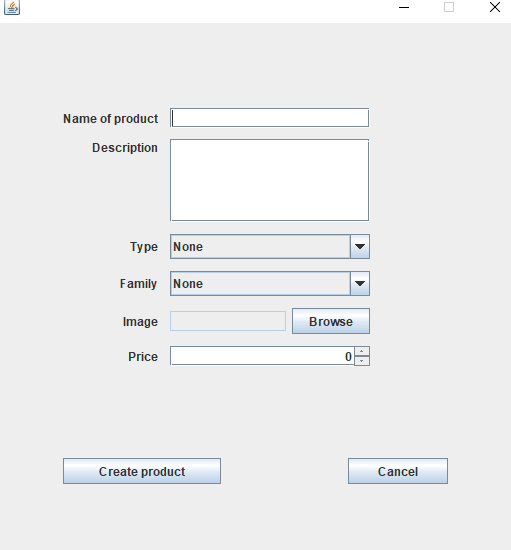 Name of product
Description
Type None
Family None
Image Browse
Price 0
Create product Cancel